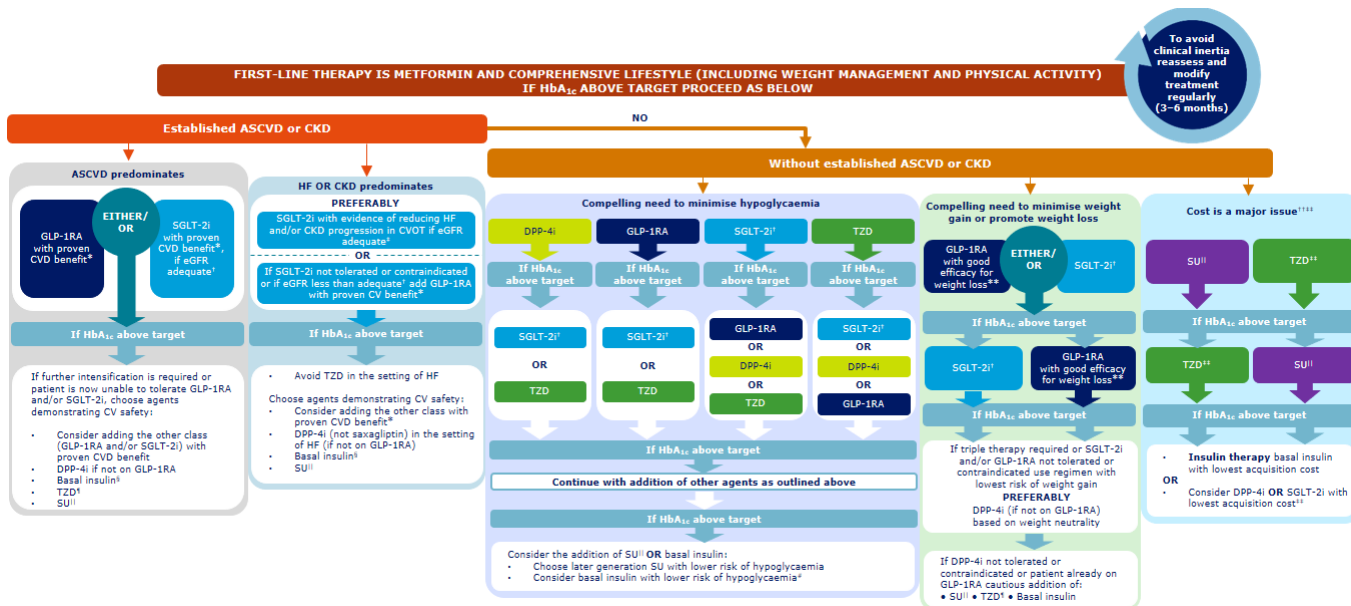 To avoid
clinical inertia
reassess and
modify
treatment
regularly
(3–6 months)
FIRST-LINE THERAPY IS METFORMIN AND COMPREHENSIVE LIFESTYLE (INCLUDING WEIGHT MANAGEMENT AND PHYSICAL ACTIVITY)
IF HbA1c ABOVE TARGET PROCEED AS BELOW
Established ASCVD or CKD
NO
Without established ASCVD or CKD
ASCVD predominates
GLP-1RA
with proven
CVD benefit*
EITHER/
OR
SGLT-2i
with proven
CVD benefit*,
if eGFR
adequate†
If HbA1c above target
If further intensification is required or
patient is now unable to tolerate GLP-1RA
and/or SGLT-2i, choose agents
demonstrating CV safety:
• Consider adding the other class
(GLP-1RA and/or SGLT-2i) with
proven CVD benefit
• DPP-4i if not on GLP-1RA
• Basal insulin§
• TZD¶
• SU||
HF OR CKD predominates
PREFERABLY
SGLT-2i with evidence of reducing HF
and/or CKD progression in CVOT if eGFR
adequate‡
OR
If SGLT-2i not tolerated or contraindicated
or if eGFR less than adequate† add GLP-1RA
with proven CV benefit*
If HbA1c above target
• Avoid TZD in the setting of HF
Choose agents demonstrating CV safety:
• Consider adding the other class with
proven CVD benefit*
• DPP-4i (not saxagliptin) in the setting
of HF (if not on GLP-1RA)
• Basal insulin§
• SU||
Compelling need to minimise hypoglycaemia
DPP-4i
GLP-1RA
SGLT-2i†
TZD
If HbA1c
above target
If HbA1c
above target
If HbA1c
above target
If HbA1c
above target
SGLT-2i†
OR
TZD
SGLT-2i†
OR
TZD
GLP-1RA
OR
DPP-4i
OR
TZD
SGLT-2i†
OR
DPP-4i
OR
GLP-1RA
If HbA1c above target
Continue with addition of other agents as outlined above
If HbA1c above target
Consider the addition of SU|| OR basal insulin:
• Choose later generation SU with lower risk of hypoglycaemia
• Consider basal insulin with lower risk of hypoglycaemia
Compelling need to minimise weight
gain or promote weight loss
GLP-1RA
with good
efficacy for
weight loss**
EITHER/
OR
SGLT-2i†
If HbA1c above target
SGLT-2i†
GLP-1RA
with good efficacy
for weight loss**
If HbA1c above target
If triple therapy required or SGLT-2i
and/or GLP-1RA not tolerated or
contraindicated use regimen with
lowest risk of weight gain
PREFERABLY
DPP-4i (if not on GLP-1RA)
based on weight neutrality
If DPP-4i not tolerated or
contraindicated or patient already on
GLP-1RA cautious addition of:
● SU|| ● TZD¶ ● Basal insulin
Cost is a major issue††‡‡
SU||
TZD‡‡
If HbA1c above target
TZD‡‡
SU||
If HbA1c above target
• Insulin therapy basal insulin
with lowest acquisition cost
OR
• Consider DPP-4i OR SGLT-2i with
lowest acquisition cost‡‡